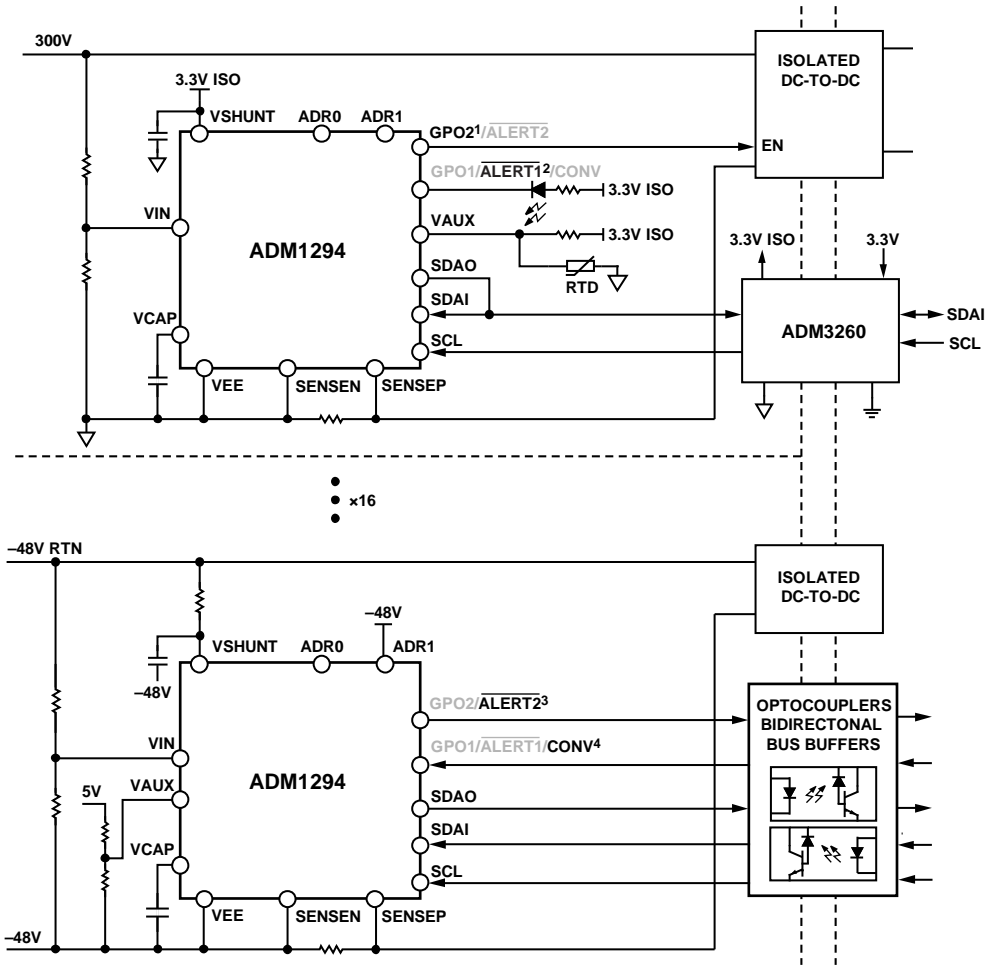 300V
ISOLATED
DC-TO-DC
3.3V ISO
VSHUNT
ADR0
ADR1
GPO2¹/ALERT2
EN
GPO1/ALERT1²/CONV
3.3V ISO
VIN
VAUX
3.3V ISO
ADM1294
RTD
3.3V ISO
3.3V
SDAO
SDAI
ADM3260
SDAI
SCL
VCAP
SCL
VEE
SENSEN
SENSEP
×16
–48V RTN
ISOLATED
DC-TO-DC
–48V
VSHUNT
ADR0
ADR1
–48V
GPO2/ALERT2³
OPTOCOUPLERS
BIDIRECTONAL
BUS BUFFERS
GPO1/ALERT1/CONV⁴
VIN
ADM1294
VAUX
5V
SDAO
SDAI
VCAP
SCL
VEE
SENSEN
SENSEP
–48V